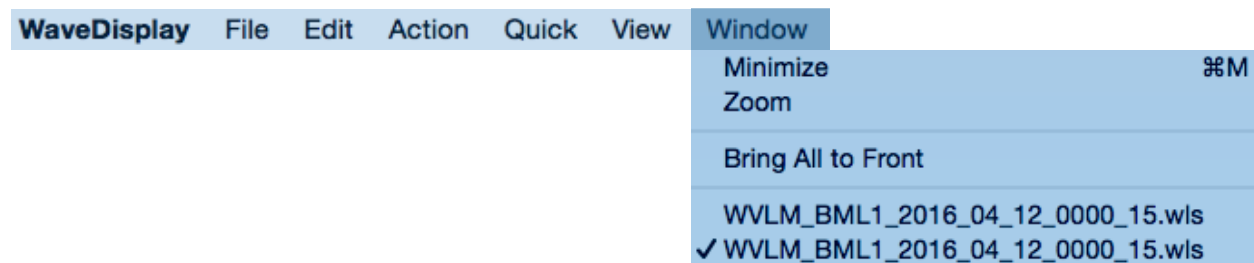 WaveDisplay File Edit Action Quick View Window
Minimize ⌘M
Zoom
Bring All to Front
WVLM_BML1_2016_04_12_0000_15.wls
✓ WVLM_BML1_2016_04_12_0000_15.wls